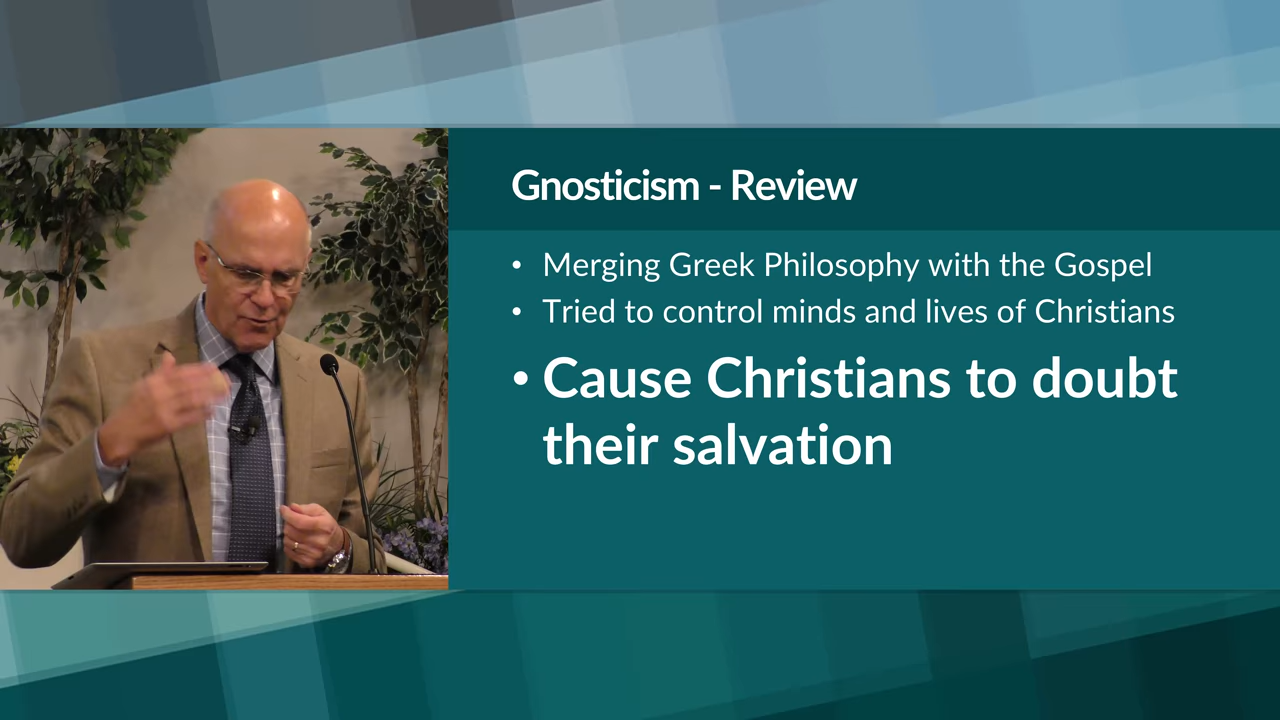 Gnosticism - Review
• Merging Greek Philosophy with the Gospel
• Tried to control minds and lives of Christians
• Cause Christians to doubt
their salvation